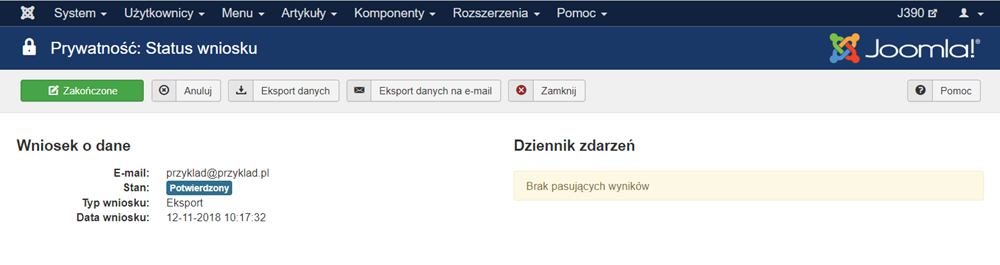 System Użytkownicy Menu Artykuły Komponenty Rozszerzenia Pomoc J390
Prywatność: Status wniosku Joomla!®
Zakończone Anuluj Eksport danych Eksport danych na e-mail Zamknij Pomoc
Wniosek o dane
E-mail: przyklad@przyklad.pl
Stan: Potwierdzony
Typ wniosku: Eksport
Data wniosku: 12-11-2018 10:17:32
Dziennik zdarzeń
Brak pasujących wyników